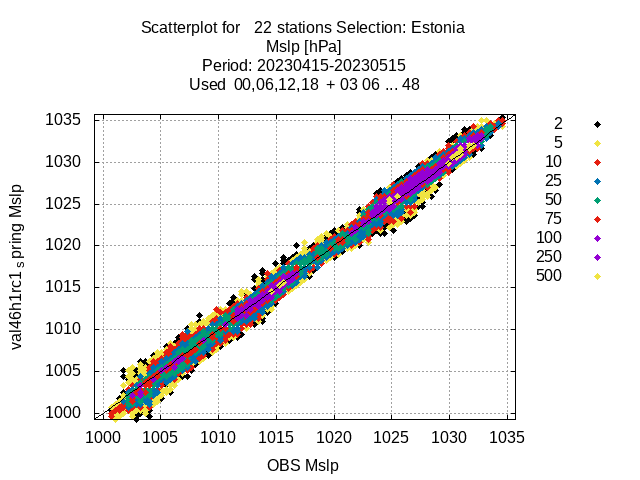 Scatterplot for   22 stations Selection: Estonia
Mslp [hPa]
Period: 20230415-20230515
Used  00,06,12,18  + 03 06 ... 48
2
5
10
25
50
75
100
250
500
1035
1030
1025
1020
1015
1010
1005
1000
val46h1rc1 spring Mslp
1000 1005 1010 1015 1020 1025 1030 1035
OBS Mslp